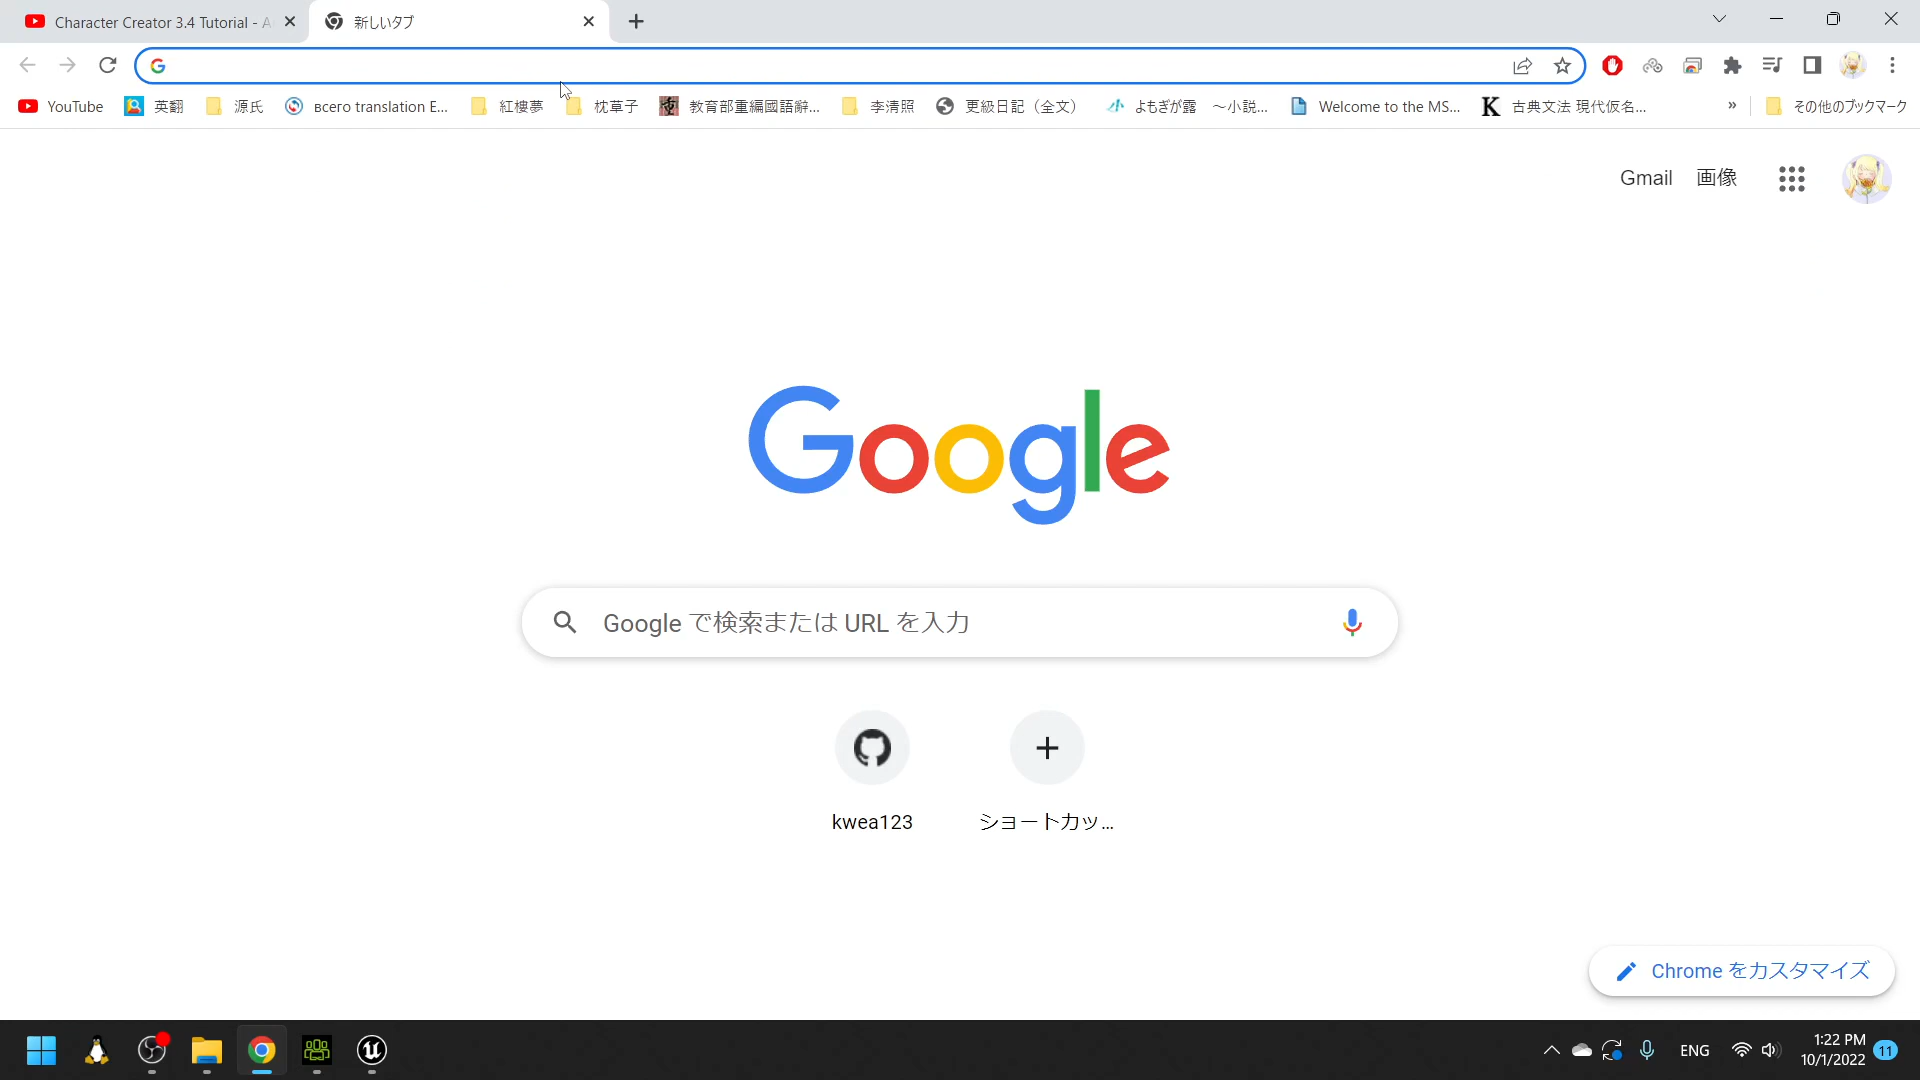 Character Creator 3.4 Tutorial - A
新しいタブ
YouTube
英翻
源氏
всего translation E...
紅樓夢
枕草子
教育部重編國語辭...
李清照
更級日記（全文）
よもぎが露　～小説...
Welcome to the MS...
古典文法 現代仮名...
»
その他のブックマーク
Gmail
画像
Google
Google で検索または URL を入力
kwea123
ショートカッ...
Chrome をカスタマイズ
ENG
1:22 PM
10/1/2022
11